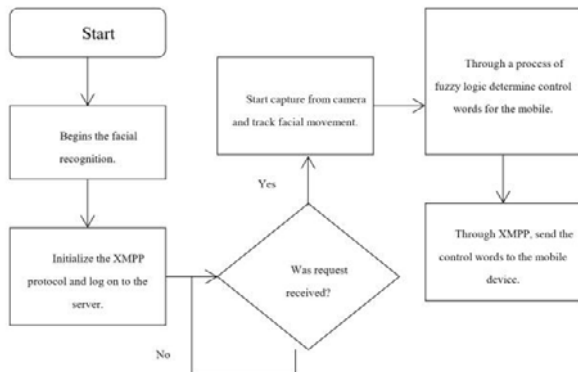 Start
Begins the facial
recognition.
Initialize the XMPP
protocol and log on to the
server.
No
Was request
received?
Yes
Start capture from camera
and track facial movement.
Through a process of
fuzzy logic determine control
words for the mobile.
Through XMPP, send the
control words to the mobile
device.